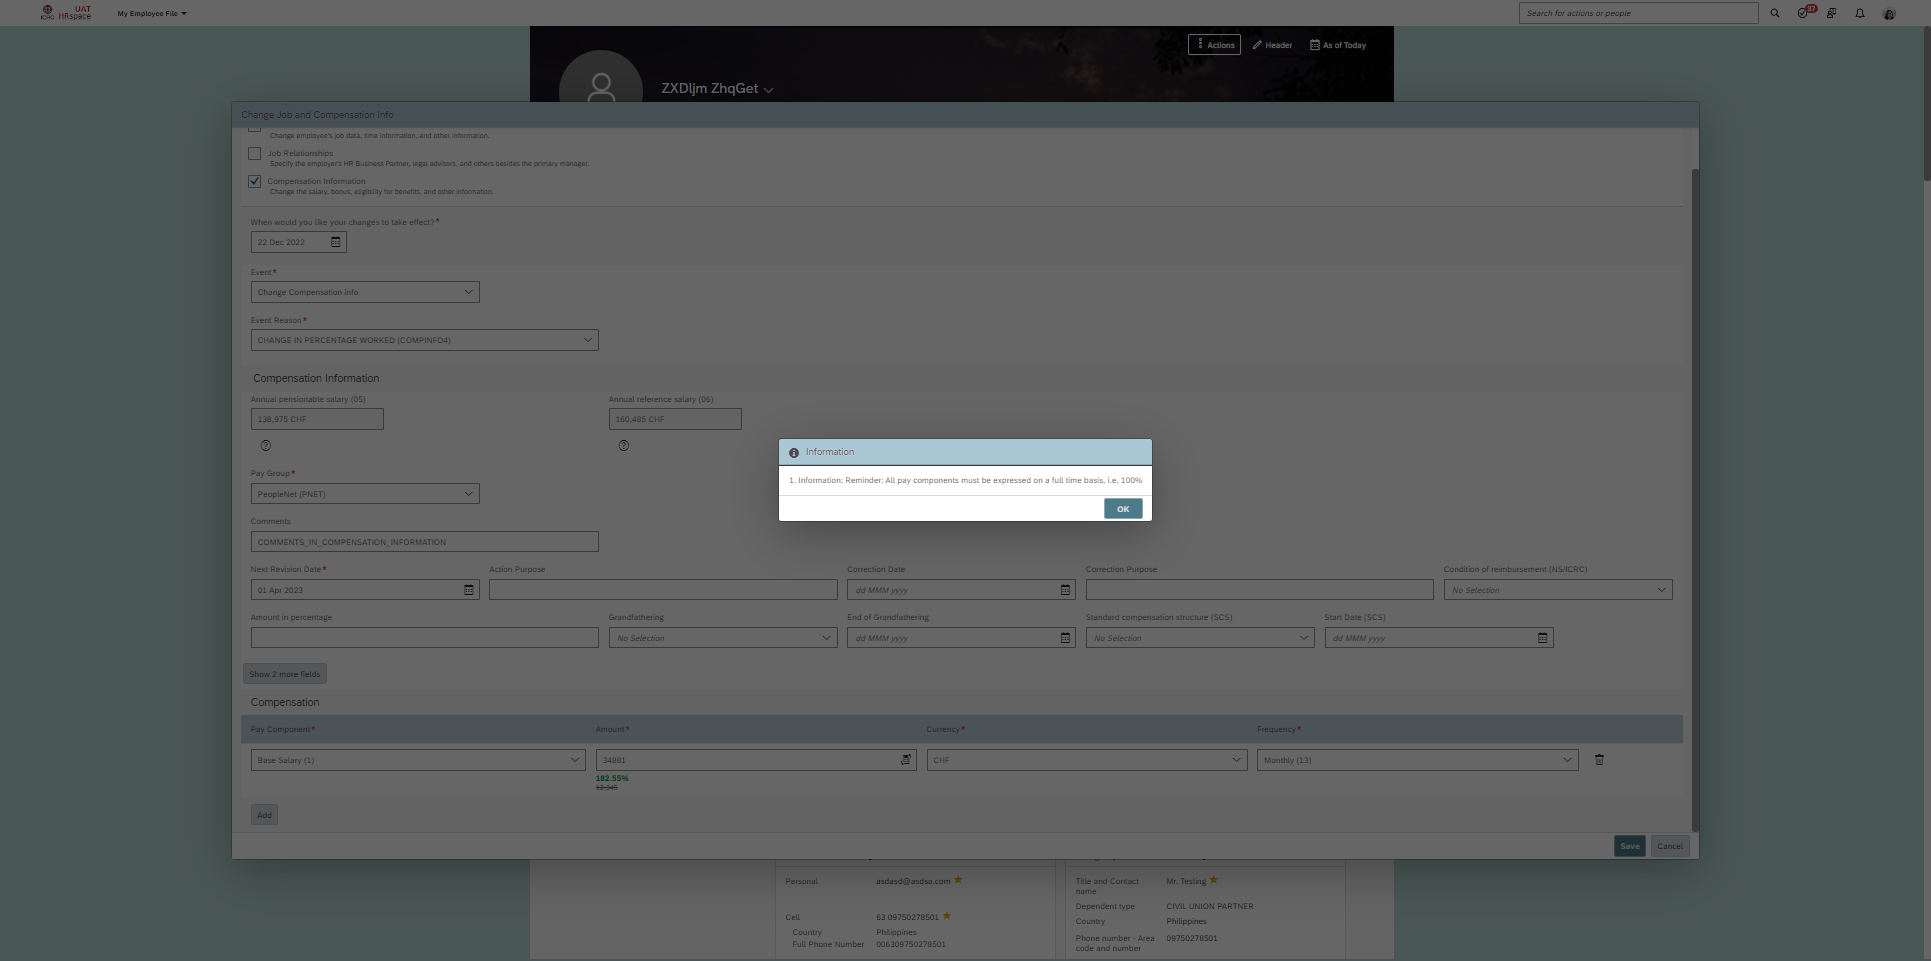 ICRC
UAT
HRspace
My Employee File
Search for actions or people
37
Actions
Header
As of Today
ZXDljm ZhqGet
Change Job and Compensation Info
Change employee's job data, time information, and other information.
Job Relationships
Specify the employer's HR Business Partner, legal advisors, and others besides the primary manager.
Compensation Information
Change the salary, bonus, eligibility for benefits, and other information.
When would you like your changes to take effect?*
22 Dec 2022
Event*
Change Compensation info
Event Reason*
CHANGE IN PERCENTAGE WORKED (COMPINFO4)
Compensation Information
Annual pensionable salary (05)
Annual reference salary (06)
138,975 CHF
160,485 CHF
Information
1. Information: Reminder: All pay components must be expressed on a full time basis, i.e. 100%
OK
Pay Group*
PeopleNet (PNET)
Comments
COMMENTS_IN_COMPENSATION_INFORMATION
Next Revision Date*
Action Purpose
Correction Date
Correction Purpose
Condition of reimbursement (NS/ICRC)
01 Apr 2023
dd MMM yyyy
No Selection
Amount in percentage
Grandfathering
End of Grandfathering
Standard compensation structure (SCS)
Start Date (SCS)
No Selection
dd MMM yyyy
No Selection
dd MMM yyyy
Show 2 more fields
Compensation
Pay Component*
Amount*
Currency*
Frequency*
Base Salary (1)
34881
CHF
Monthly (13)
182.55%
12,345
Add
Save
Cancel
Personal
asdasd@asdsa.com
Cell
63 09750278501
Country
Philippines
Full Phone Number
006309750278501
Title and Contact name
Mr. Testing
Dependent type
CIVIL UNION PARTNER
Country
Philippines
Phone number - Area code and number
09750278501